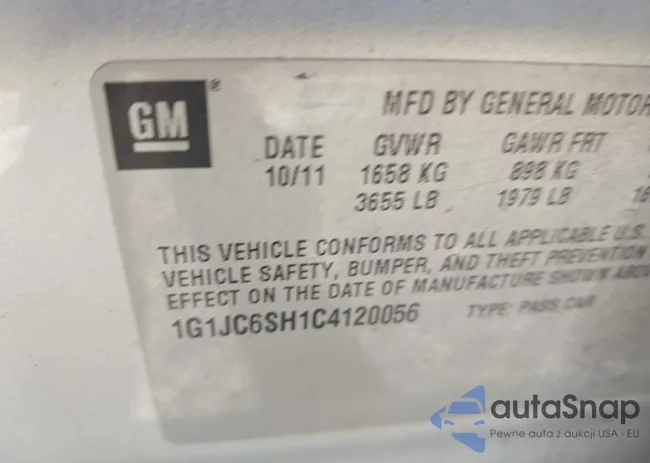 GM
®
MFD BY GENERAL MOTOR
DATE GVWR GAWR FRT
10/11 1658 KG 898 KG
3655 LB 1979 LB 16
THIS VEHICLE CONFORMS TO ALL APPLICABLE U.S.
VEHICLE SAFETY, BUMPER, AND THEFT PREVENTION
EFFECT ON THE DATE OF MANUFACTURE SHOWN ABOV
1G1JC6SH1C4120056 TYPE: PASS CAR
autaSnap
Pewne auta z aukcji USA i EU